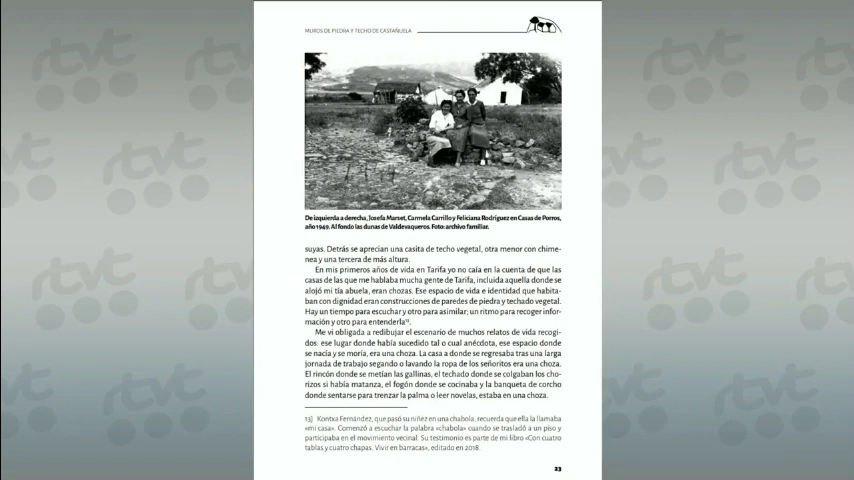 MUROS DE PIEDRA Y TECHO DE CASTAÑUELA
De izquierda a derecha, Josefa Marset, Carmela Carrillo y Feliciana Rodríguez en Casas de Porros,
año 1949. Al fondo las dunas de Valdevaqueros. Foto: archivo familiar.
suyas. Detrás se aprecian una casita de techo vegetal, otra menor con chime-
nea y una tercera de más altura.
En mis primeros años de vida en Tarifa yo no caía en la cuenta de que las
casas de las que me hablaba mucha gente de Tarifa, incluida aquella donde se
alojó mi tía abuela, eran chozas. Ese espacio de vida e identidad que habita-
ban con dignidad eran construcciones de paredes de piedra y techado vegetal.
Hay un tiempo para escuchar y otro para asimilar; un ritmo para recoger infor-
mación y otro para entenderla¹³.
Me vi obligada a redibujar el escenario de muchos relatos de vida recogi-
dos: ese lugar donde había sucedido tal o cual anécdota, ese espacio donde
se nacía y se moría, era una choza. La casa a donde se regresaba tras una larga
jornada de trabajo segando o lavando la ropa de los señoritos era una choza.
El rincón donde se metían las gallinas, el techado donde se colgaban los cho-
rizos si había matanza, el fogón donde se cocinaba y la banqueta de corcho
donde sentarse para trenzar la palma o leer novelas, estaba en una choza.
13] Kontxa Fernández, que pasó su niñez en una chabola, recuerda que ella la llamaba
«mi casa». Comenzó a escuchar la palabra «chabola» cuando se trasladó a un piso y
participaba en el movimiento vecinal. Su testimonio es parte de mi libro «Con cuatro
tablas y cuatro chapas. Vivir en barracas», editado en 2018.
23
rtvt
rtvt
rtvt
rtvt
rtvt
rtvt
rtvt
rtvt